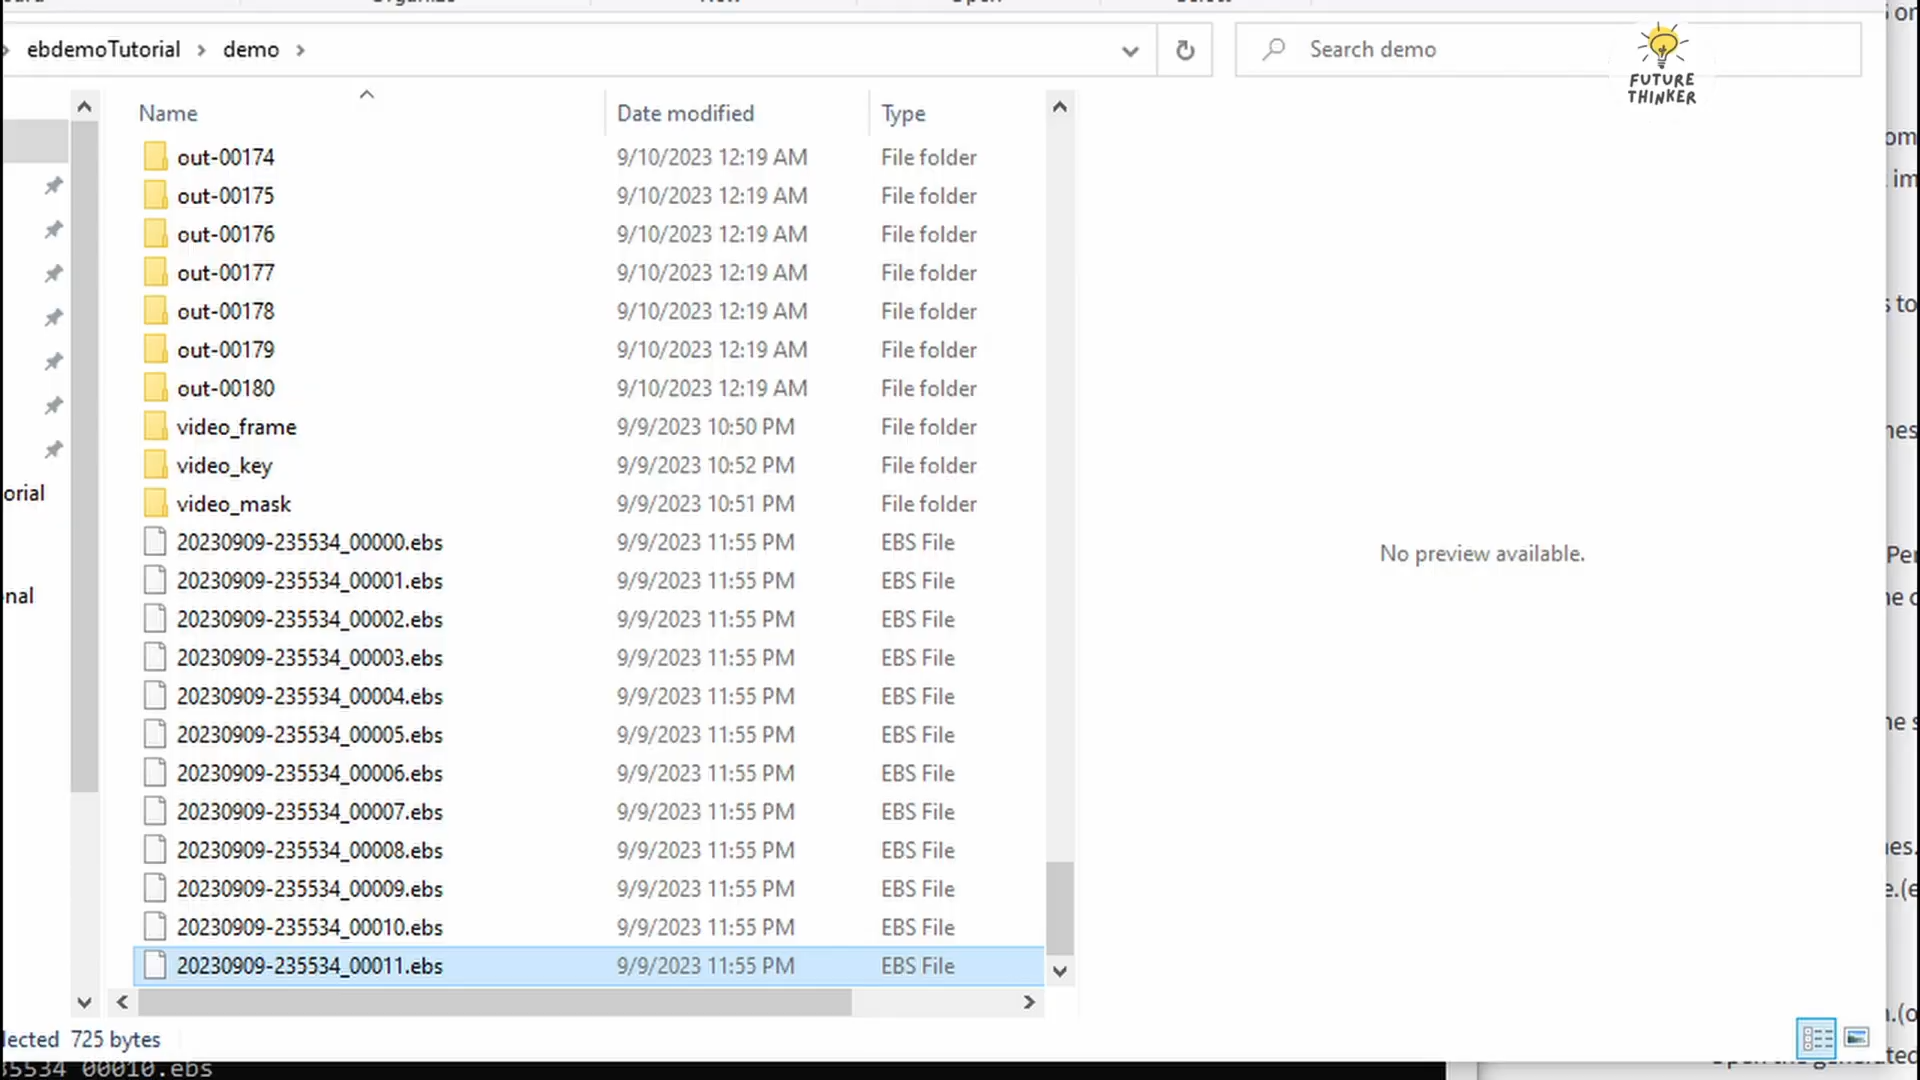 ebdemoTutorial > demo >
Search demo
FUTURE
THINKER
Name Date modified Type
out-00174 9/10/2023 12:19 AM File folder
out-00175 9/10/2023 12:19 AM File folder
out-00176 9/10/2023 12:19 AM File folder
out-00177 9/10/2023 12:19 AM File folder
out-00178 9/10/2023 12:19 AM File folder
out-00179 9/10/2023 12:19 AM File folder
out-00180 9/10/2023 12:19 AM File folder
video_frame 9/9/2023 10:50 PM File folder
video_key 9/9/2023 10:52 PM File folder
video_mask 9/9/2023 10:51 PM File folder
20230909-235534_00000.ebs 9/9/2023 11:55 PM EBS File
20230909-235534_00001.ebs 9/9/2023 11:55 PM EBS File
20230909-235534_00002.ebs 9/9/2023 11:55 PM EBS File
20230909-235534_00003.ebs 9/9/2023 11:55 PM EBS File
20230909-235534_00004.ebs 9/9/2023 11:55 PM EBS File
20230909-235534_00005.ebs 9/9/2023 11:55 PM EBS File
20230909-235534_00006.ebs 9/9/2023 11:55 PM EBS File
20230909-235534_00007.ebs 9/9/2023 11:55 PM EBS File
20230909-235534_00008.ebs 9/9/2023 11:55 PM EBS File
20230909-235534_00009.ebs 9/9/2023 11:55 PM EBS File
20230909-235534_00010.ebs 9/9/2023 11:55 PM EBS File
20230909-235534_00011.ebs 9/9/2023 11:55 PM EBS File
orial
nal
No preview available.
lected 725 bytes
35534_00010.ebs